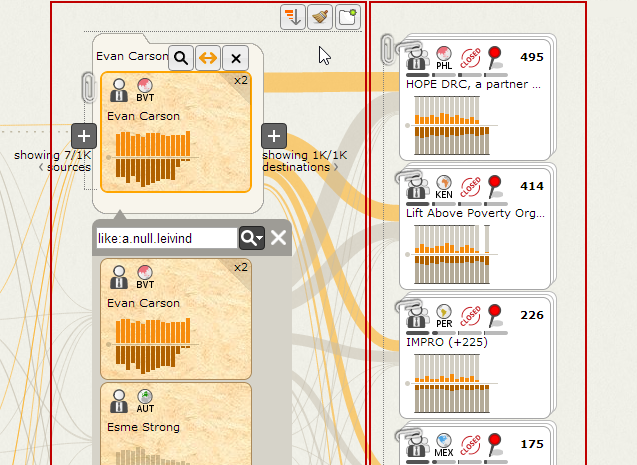 Evan Carson
x2
BVT
Evan Carson
showing 7/1K
‹ sources
showing 1K/1K
destinations ›
like:a.null.leivind
x2
BVT
Evan Carson
AUT
Esme Strong
PHL
CLOSED
495
HOPE DRC, a partner ...
KEN
CLOSED
414
Lift Above Poverty Org...
PER
CLOSED
226
IMPRO (+225)
MEX
CLOSED
175